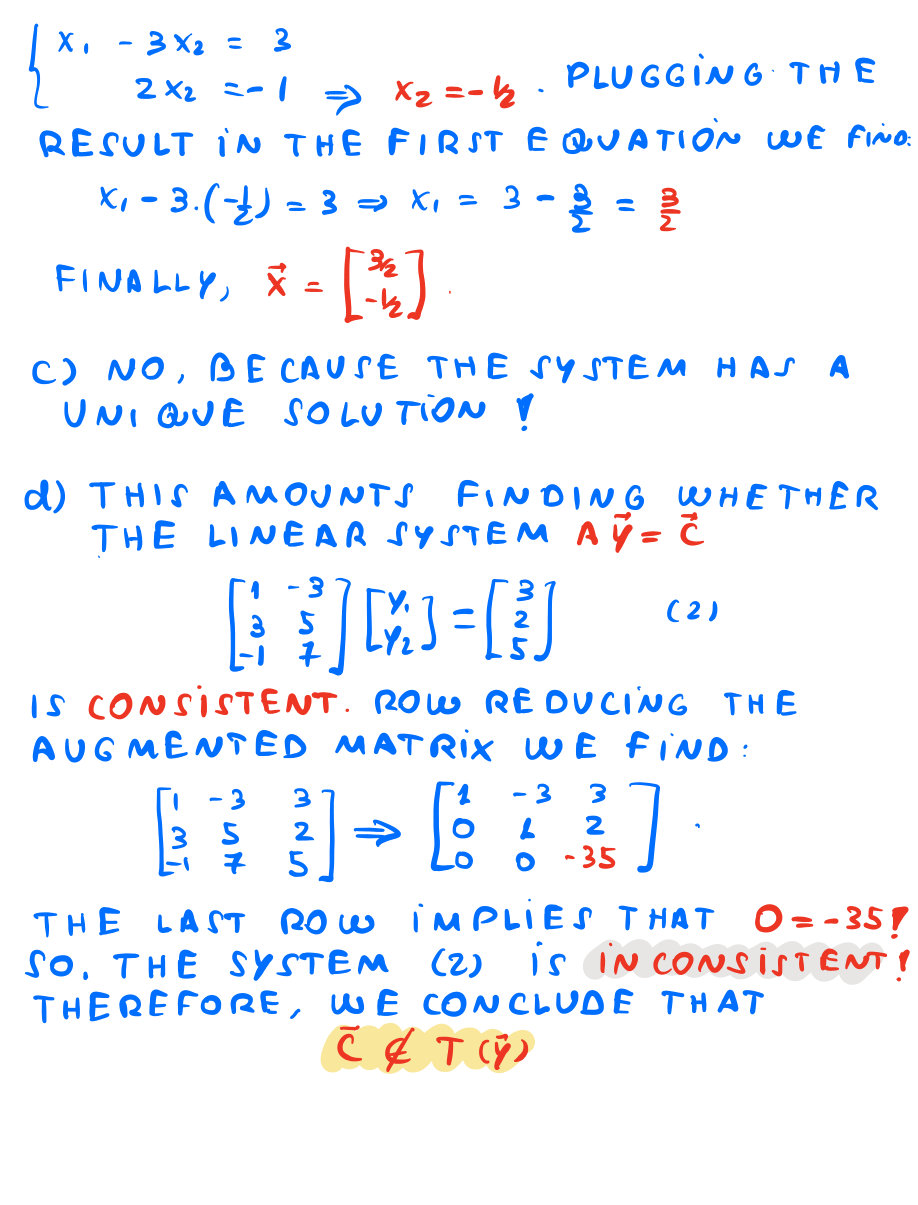 { x₁ - 3x₂ = 3
2x₂ = -1 ⇒ x₂ = -1/2 . PLUGGING THE
RESULT IN THE FIRST EQUATION WE FIND:
x₁ - 3.(-1/2) = 3 ⇒ x₁ = 3 - 3/2 = 3/2
FINALLY, x⃗ = [3/2; -1/2] .
C) NO, BECAUSE THE SYSTEM HAS A
UNIQUE SOLUTION !
d) THIS AMOUNTS FINDING WHETHER
THE LINEAR SYSTEM A y⃗ = c⃗
[1 -3; 3 5; -1 7] [y₁; y₂] = [3; 2; 5] (2)
IS CONSISTENT. ROW REDUCING THE
AUGMENTED MATRIX WE FIND:
[1 -3 3; 3 5 2; -1 7 5] ⇒ [1 -3 3; 0 1 2; 0 0 -35] .
THE LAST ROW IMPLIES THAT 0 = -35!
SO, THE SYSTEM (2) IS INCONSISTENT!
THEREFORE, WE CONCLUDE THAT
c̄ ∉ T(y⃗)